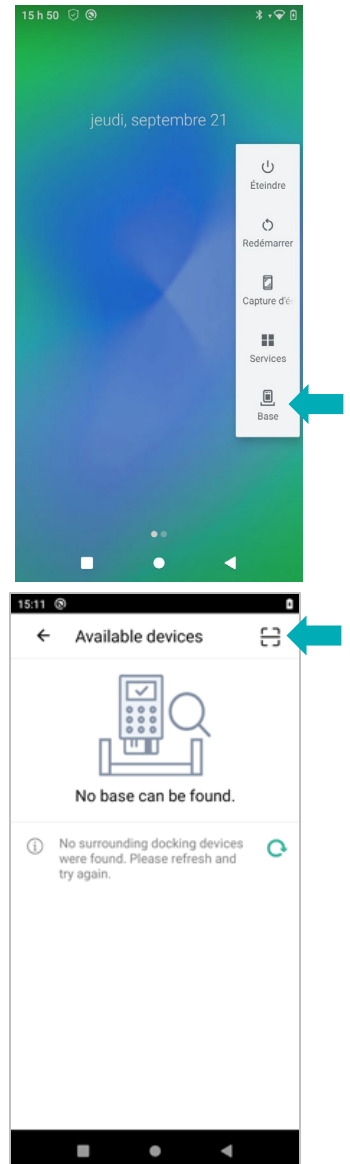 15 h 50
jeudi, septembre 21
Éteindre
Redémarrer
Capture d'é
Services
Base
15:11
Available devices
No base can be found.
No surrounding docking devices
were found. Please refresh and
try again.